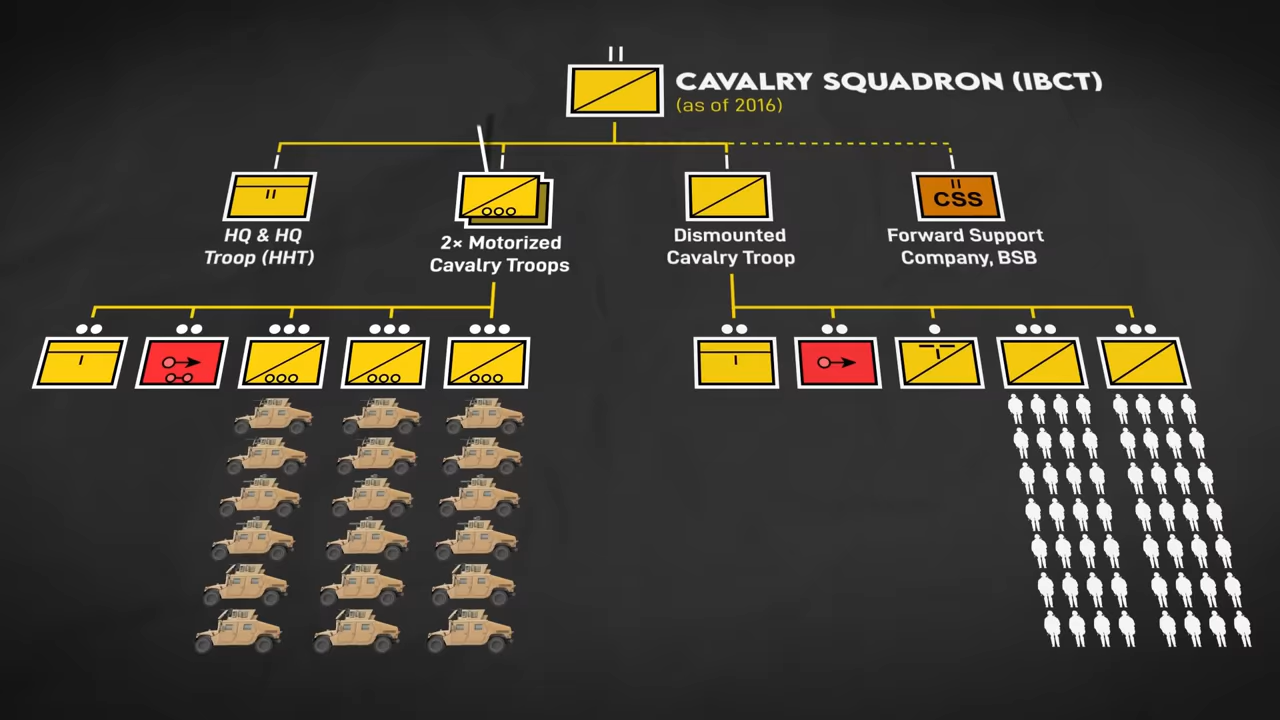 CAVALRY SQUADRON (IBCT)
(as of 2016)
CSS
HQ & HQ
Troop (HHT)
2× Motorized
Cavalry Troops
Dismounted
Cavalry Troop
Forward Support
Company, BSB